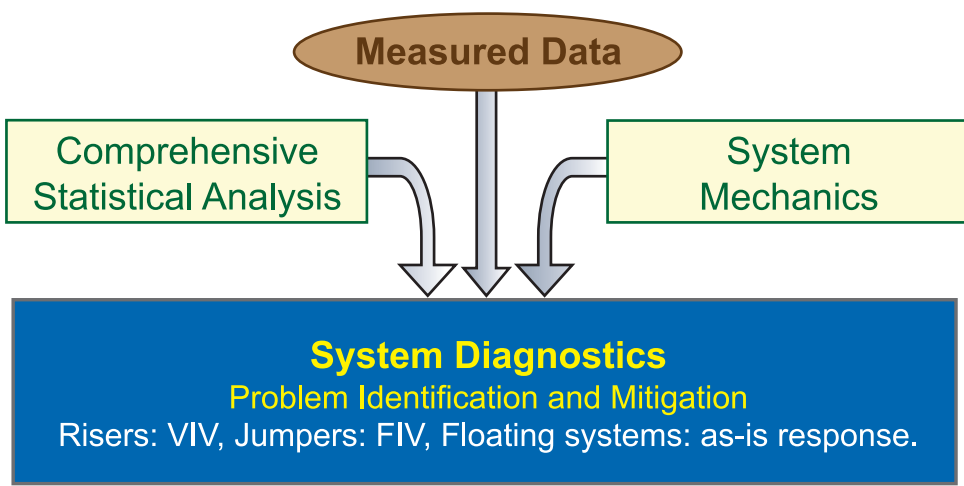 Measured Data
Comprehensive
Statistical Analysis
System
Mechanics
System Diagnostics
Problem Identification and Mitigation
Risers: VIV, Jumpers: FIV, Floating systems: as-is response.